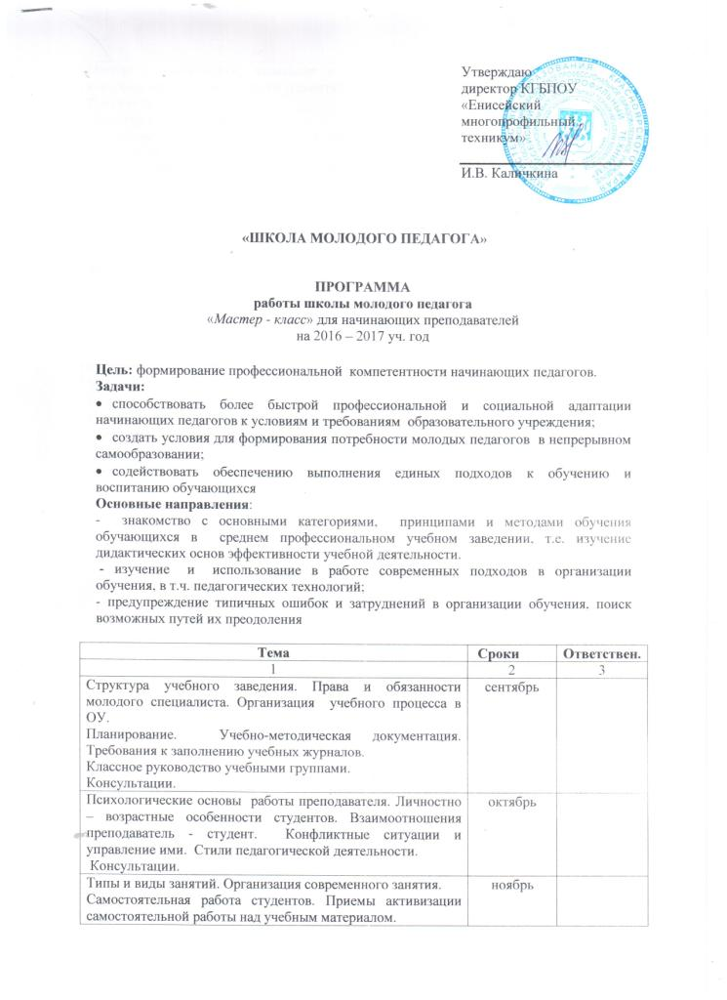 Утверждаю
директор КГБПОУ
«Енисейский
многопрофильный
техникум»
И.В. Каличкина
«ШКОЛА МОЛОДОГО ПЕДАГОГА»
ПРОГРАММА
работы школы молодого педагога
«Мастер - класс» для начинающих преподавателей
на 2016 – 2017 уч. год
Цель: формирование профессиональной компетентности начинающих педагогов.
Задачи:
• способствовать более быстрой профессиональной и социальной адаптации
начинающих педагогов к условиям и требованиям образовательного учреждения;
• создать условия для формирования потребности молодых педагогов в непрерывном
самообразовании;
• содействовать обеспечению выполнения единых подходов к обучению и
воспитанию обучающихся
Основные направления:
- знакомство с основными категориями, принципами и методами обучения
обучающихся в среднем профессиональном учебном заведении, т.е. изучение
дидактических основ эффективности учебной деятельности.
- изучение и использование в работе современных подходов в организации
обучения, в т.ч. педагогических технологий;
- предупреждение типичных ошибок и затруднений в организации обучения, поиск
возможных путей их преодоления
Тема Сроки Ответствен.
1 2 3
Структура учебного заведения. Права и обязанности сентябрь
молодого специалиста. Организация учебного процесса в
ОУ.
Планирование. Учебно-методическая документация.
Требования к заполнению учебных журналов.
Классное руководство учебными группами.
Консультации.
Психологические основы работы преподавателя. Личностно октябрь
– возрастные особенности студентов. Взаимоотношения
преподаватель - студент. Конфликтные ситуации и
управление ими. Стили педагогической деятельности.
Консультации.
Типы и виды занятий. Организация современного занятия. ноябрь
Самостоятельная работа студентов. Приемы активизации
самостоятельной работы над учебным материалом.